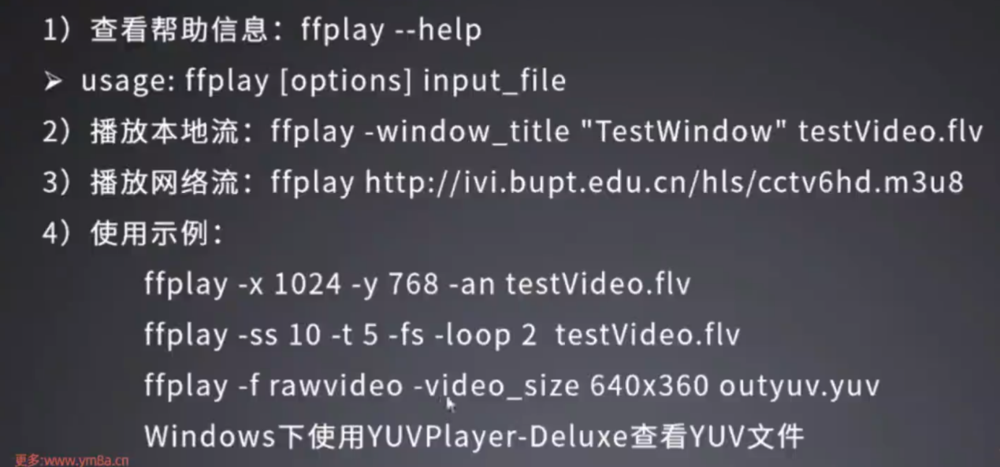 1）查看帮助信息：ffplay --help
➢ usage: ffplay [options] input_file
2）播放本地流：ffplay -window_title "TestWindow" testVideo.flv
3）播放网络流：ffplay http://ivi.bupt.edu.cn/hls/cctv6hd.m3u8
4）使用示例：
ffplay -x 1024 -y 768 -an testVideo.flv
ffplay -ss 10 -t 5 -fs -loop 2 testVideo.flv
ffplay -f rawvideo -video_size 640x360 outyuv.yuv
Windows下使用YUVPlayer-Deluxe查看YUV文件
更多:www.ym8a.cn